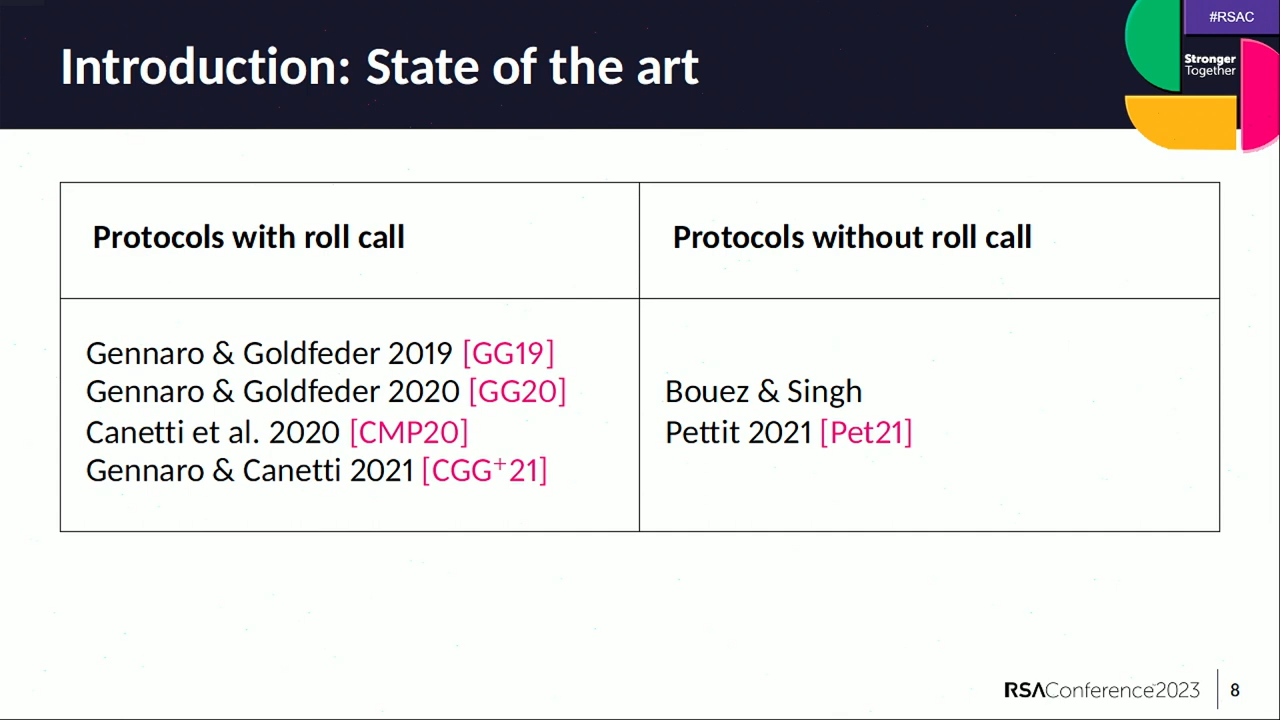 Introduction: State of the art
#RSAC
Stronger
Together
Protocols with roll call
Protocols without roll call
Gennaro & Goldfeder 2019 [GG19]
Gennaro & Goldfeder 2020 [GG20]
Canetti et al. 2020 [CMP20]
Gennaro & Canetti 2021 [CGG⁺21]
Bouez & Singh
Pettit 2021 [Pet21]
RSAConference™2023
8